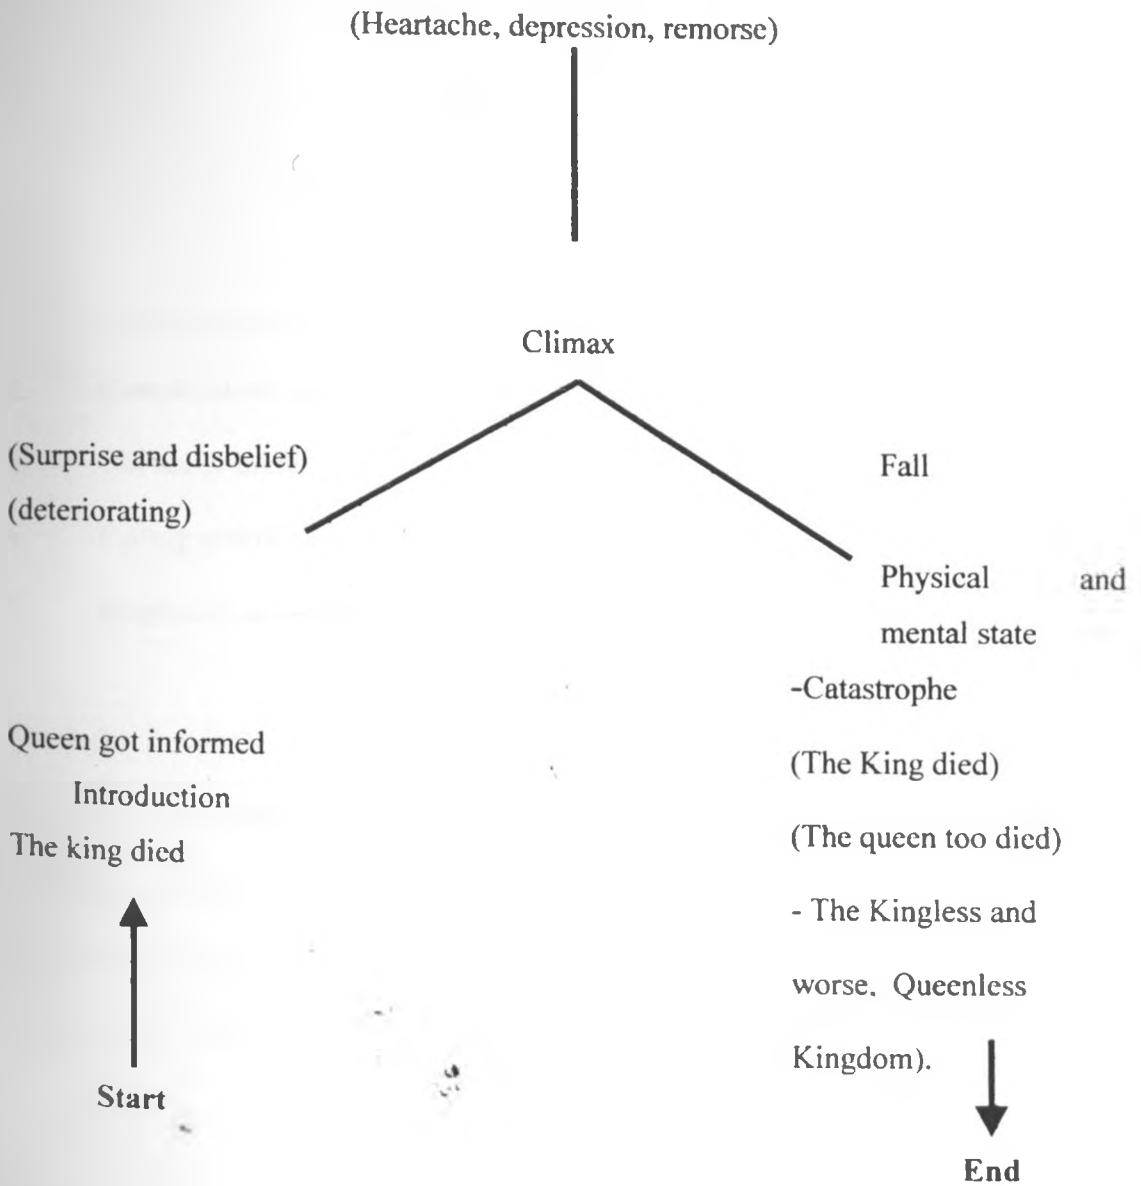 (Heartache, depression, remorse)
Climax
(Surprise and disbelief)
(deteriorating)
Fall
Physical and
mental state
-Catastrophe
Queen got informed
(The King died)
Introduction
The king died
(The queen too died)
- The Kingless and
worse, Queenless
Kingdom).
Start
End